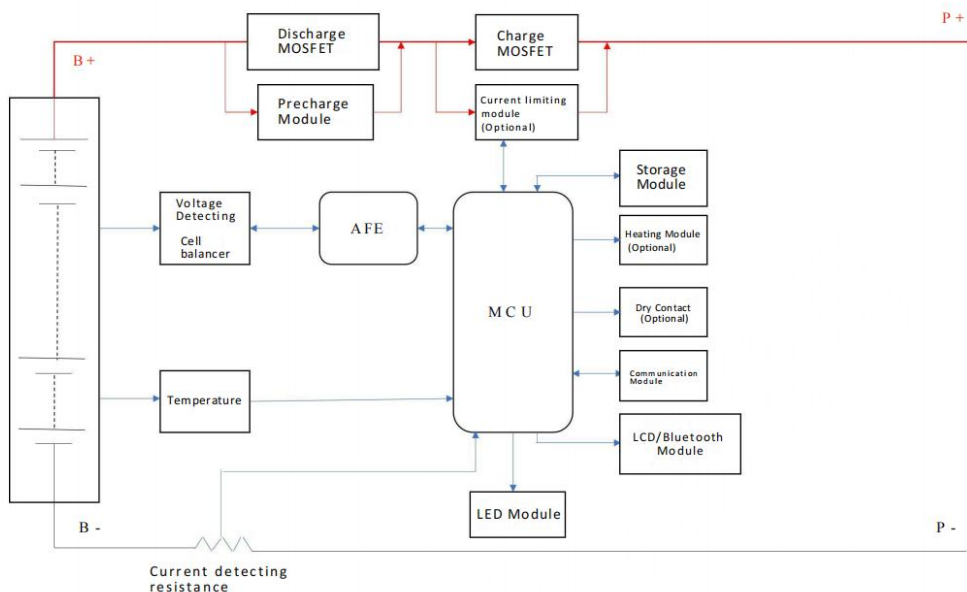 P+
Discharge
MOSFET
Charge
MOSFET
B+
Precharge
Module
Current limiting
module
(Optional)
Storage
Module
Voltage
Detecting
Cell
balancer
AFE
Heating Module
(Optional)
MCU
Dry Contact
(Optional)
Communication
Module
Temperature
LCD/Bluetooth
Module
LED Module
B-
P-
Current detecting
resistance